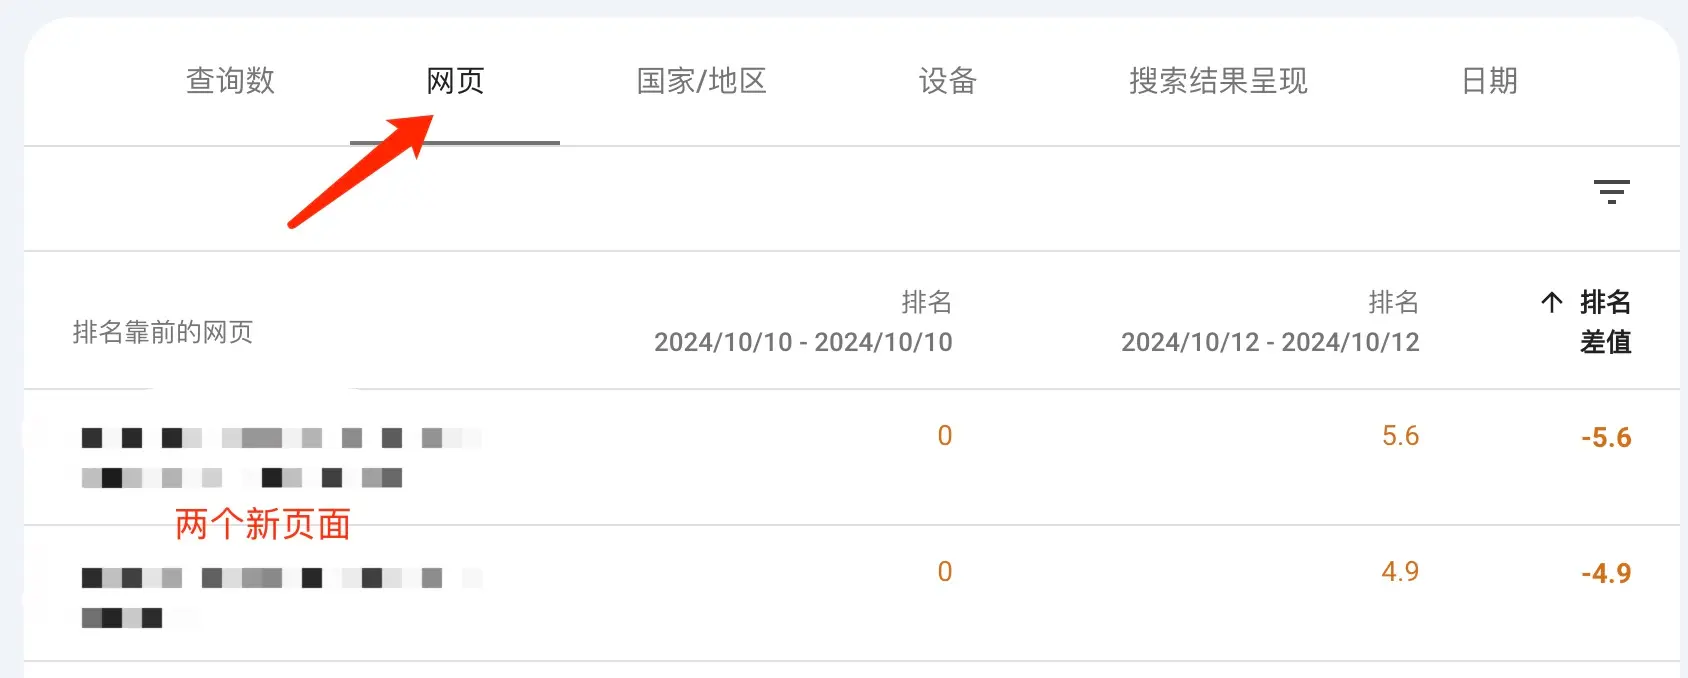 查询数 网页 国家/地区 设备 搜索结果呈现 日期
排名靠前的网页
排名 2024/10/10 - 2024/10/10
排名 2024/10/12 - 2024/10/12
↑ 排名 差值
0 5.6 -5.6
两个新页面
0 4.9 -4.9